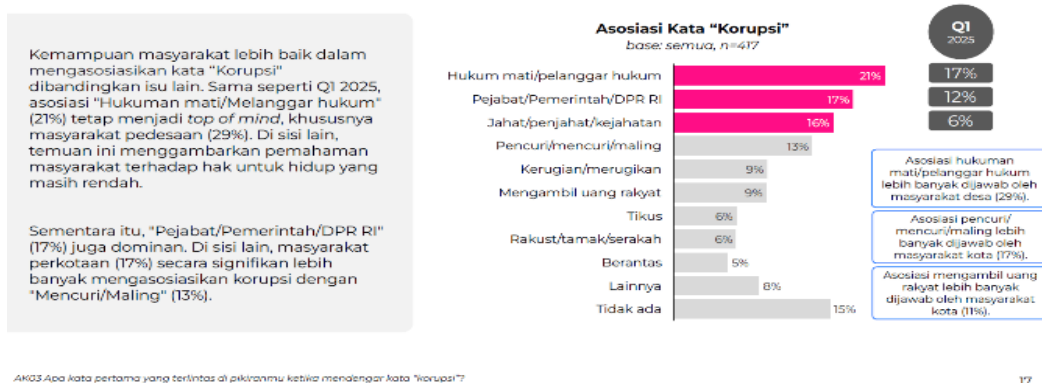 Kemampuan masyarakat lebih baik dalam
mengasosiasikan kata "Korupsi"
dibandingkan isu lain. Sama seperti Q1 2025,
asosiasi "Hukuman mati/Melanggar hukum"
(21%) tetap menjadi top of mind, khususnya
masyarakat pedesaan (29%). Di sisi lain,
temuan ini menggambarkan pemahaman
masyarakat terhadap hak untuk hidup yang
masih rendah.
Sementara itu, "Pejabat/Pemerintah/DPR RI"
(17%) juga dominan. Di sisi lain, masyarakat
perkotaan (17%) secara signifikan lebih
banyak mengasosiasikan korupsi dengan
"Mencuri/Maling" (13%).
Asosiasi Kata "Korupsi"
base: semua, n=417
Q1
2025
Hukum mati/pelanggar hukum 21% 17%
Pejabat/Pemerintah/DPR RI 17% 12%
Jahat/penjahat/kejahatan 16% 6%
Pencuri/mencuri/maling 13%
Kerugian/merugikan 9%
Mengambil uang rakyat 9%
Tikus 6%
Rakust/tamak/serakah 6%
Berantas 5%
Lainnya 8%
Tidak ada 15%
Asosiasi hukuman
mati/pelanggar hukum
lebih banyak dijawab oleh
masyarakat desa (29%).
Asosiasi pencuri/
mencuri/maling lebih
banyak dijawab oleh
masyarakat kota (17%).
Asosiasi mengambil uang
rakyat lebih banyak
dijawab oleh masyarakat
kota (11%).
AK03 Apa kata pertama yang terlintas di pikiranmu ketika mendengar kata "korupsi"?
17